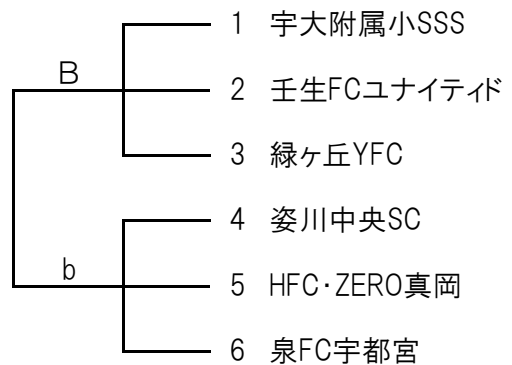 1 宇大附属小SSS
B
2 壬生FCユナイティド
3 緑ヶ丘YFC
4 姿川中央SC
b
5 HFC・ZERO真岡
6 泉FC宇都宮